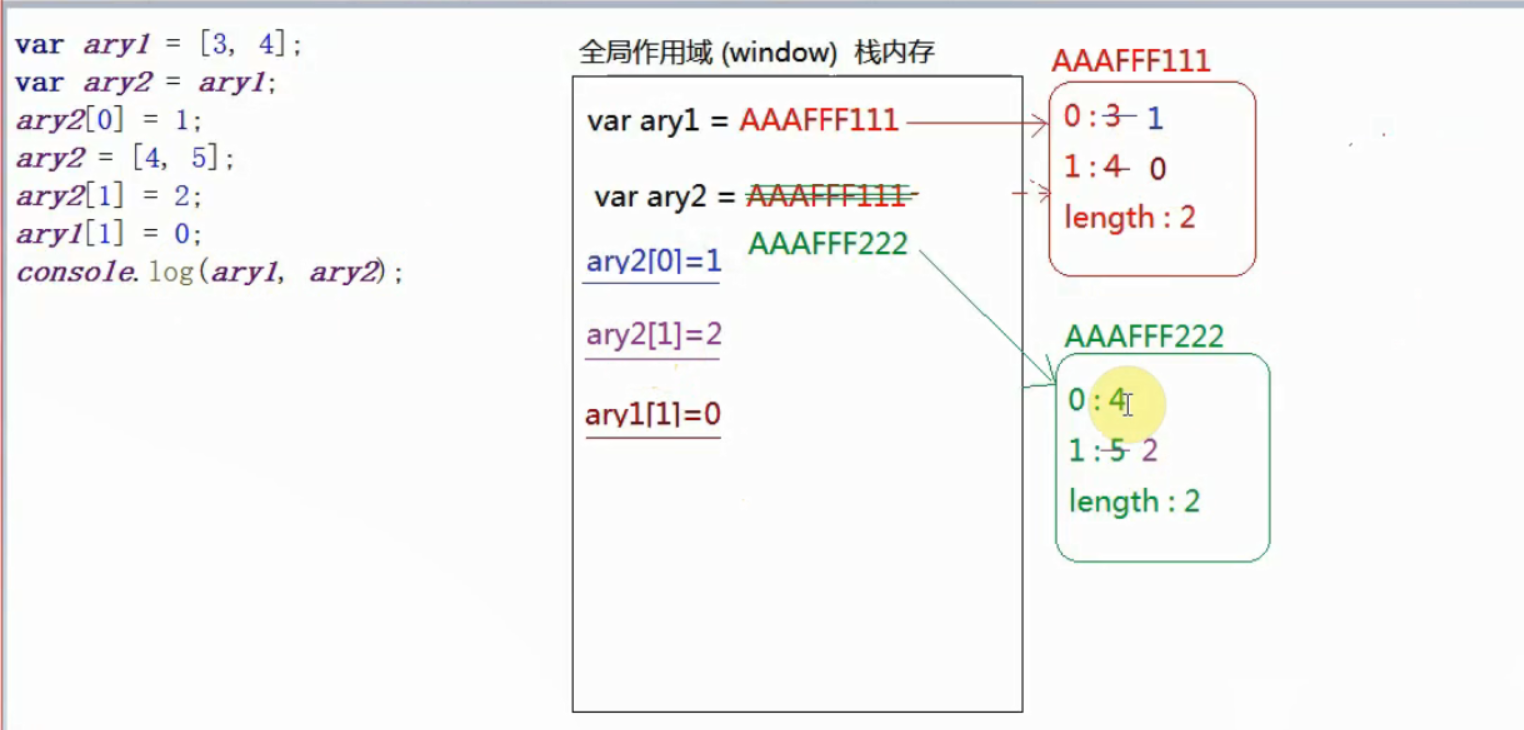 var ary1 = [3, 4];
var ary2 = ary1;
ary2[0] = 1;
ary2 = [4, 5];
ary2[1] = 2;
ary1[1] = 0;
console.log(ary1, ary2);
全局作用域 (window) 栈内存
var ary1 = AAAFFF111
var ary2 = AAAFFF111
AAAFFF222
ary2[0]=1
ary2[1]=2
ary1[1]=0
AAAFFF111
0 : 3 1
1 : 4 0
length : 2
AAAFFF222
0 : 4
1 : 5 2
length : 2